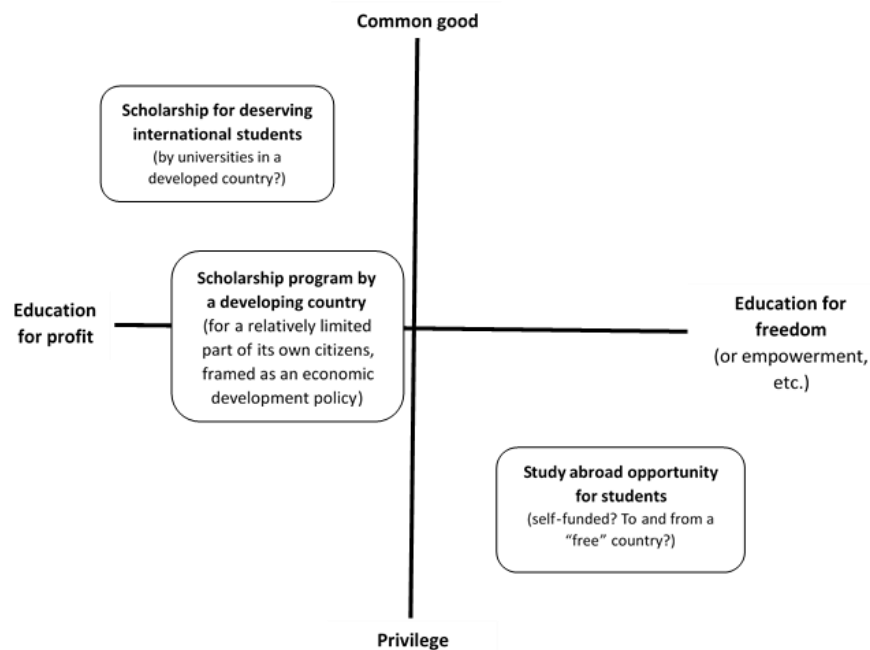 Common good
Scholarship for deserving
international students
(by universities in a
developed country?)
Scholarship program by
a developing country
(for a relatively limited
part of its own citizens,
framed as an economic
development policy)
Education
for profit
Education for
freedom
(or empowerment,
etc.)
Study abroad opportunity
for students
(self-funded? To and from a
“free” country?)
Privilege